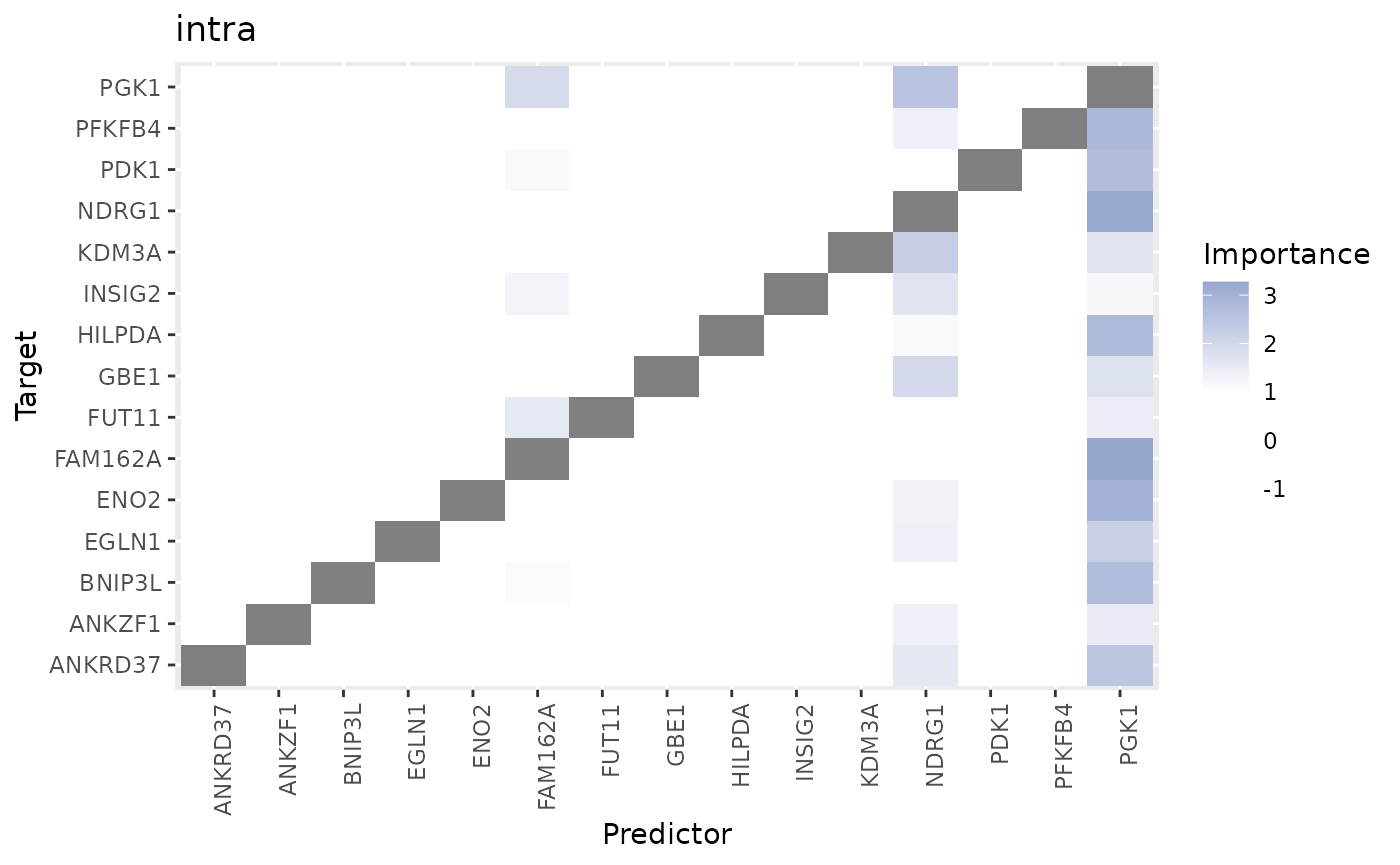 intra
PGK1
PFKFB4
PDK1
NDRG1
KDM3A
INSIG2
HILPDA
GBE1
FUT11
FAM162A
ENO2
EGLN1
BNIP3L
ANKZF1
ANKRD37
Target
ANKRD37
ANKZF1
BNIP3L
EGLN1
ENO2
FAM162A
FUT11
GBE1
HILPDA
INSIG2
KDM3A
NDRG1
PDK1
PFKFB4
PGK1
Predictor
Importance
3
2
1
0
-1